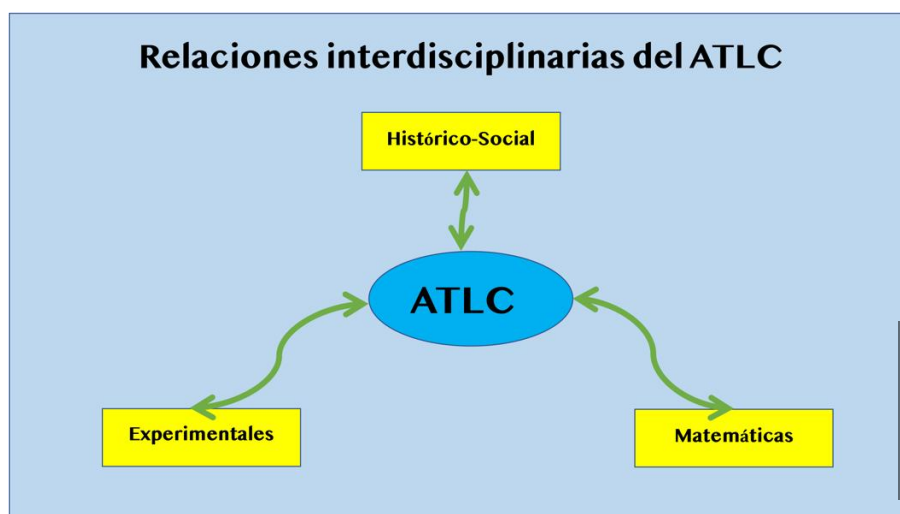 Relaciones interdisciplinarias del ATLC
Histórico-Social
ATLC
Experimentales
Matemáticas